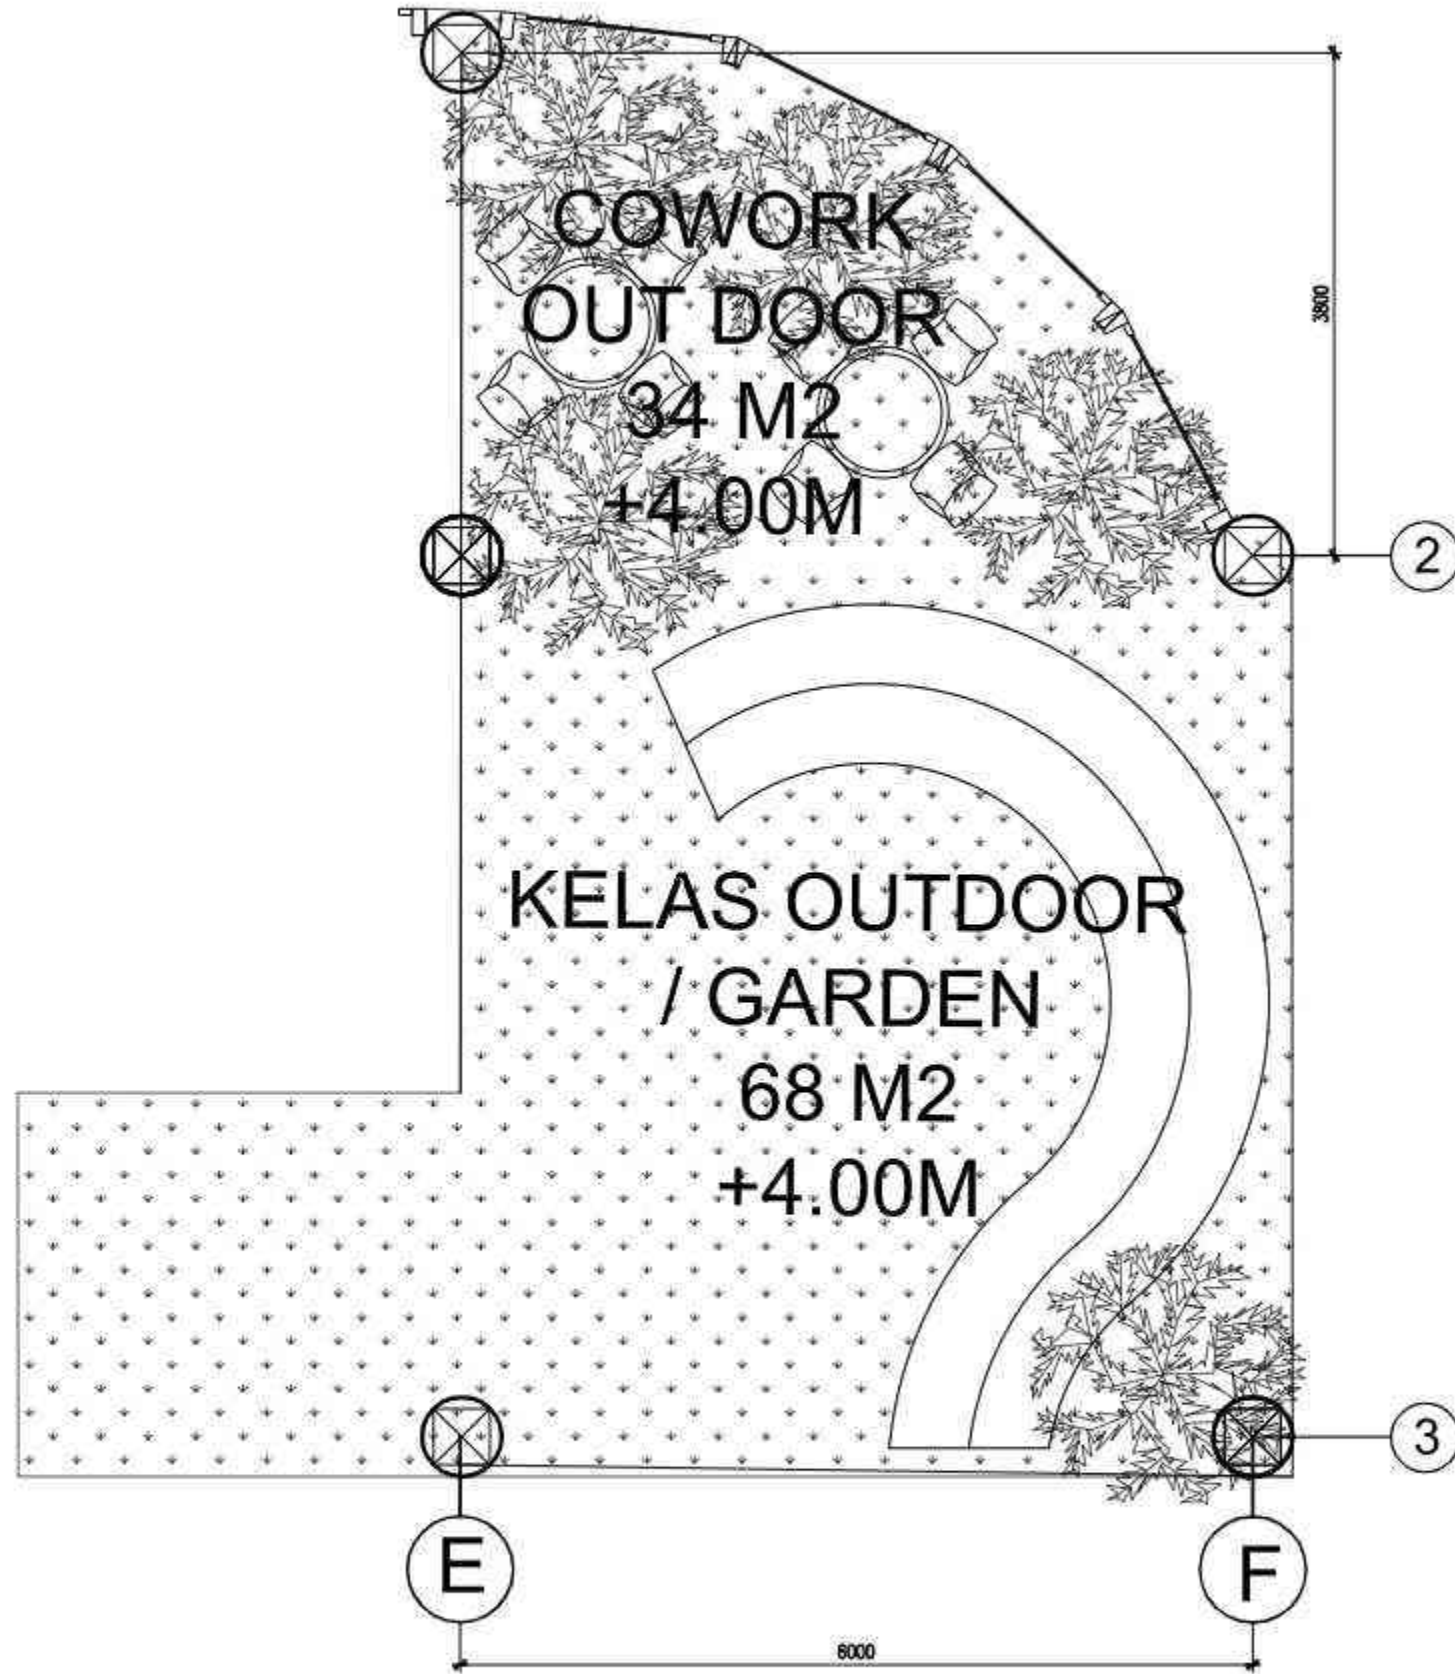 COWORK
OUT DOOR
34 M2
+4.00M
3800
2
KELAS OUTDOOR
/ GARDEN
68 M2
+4.00M
3
E
F
6000